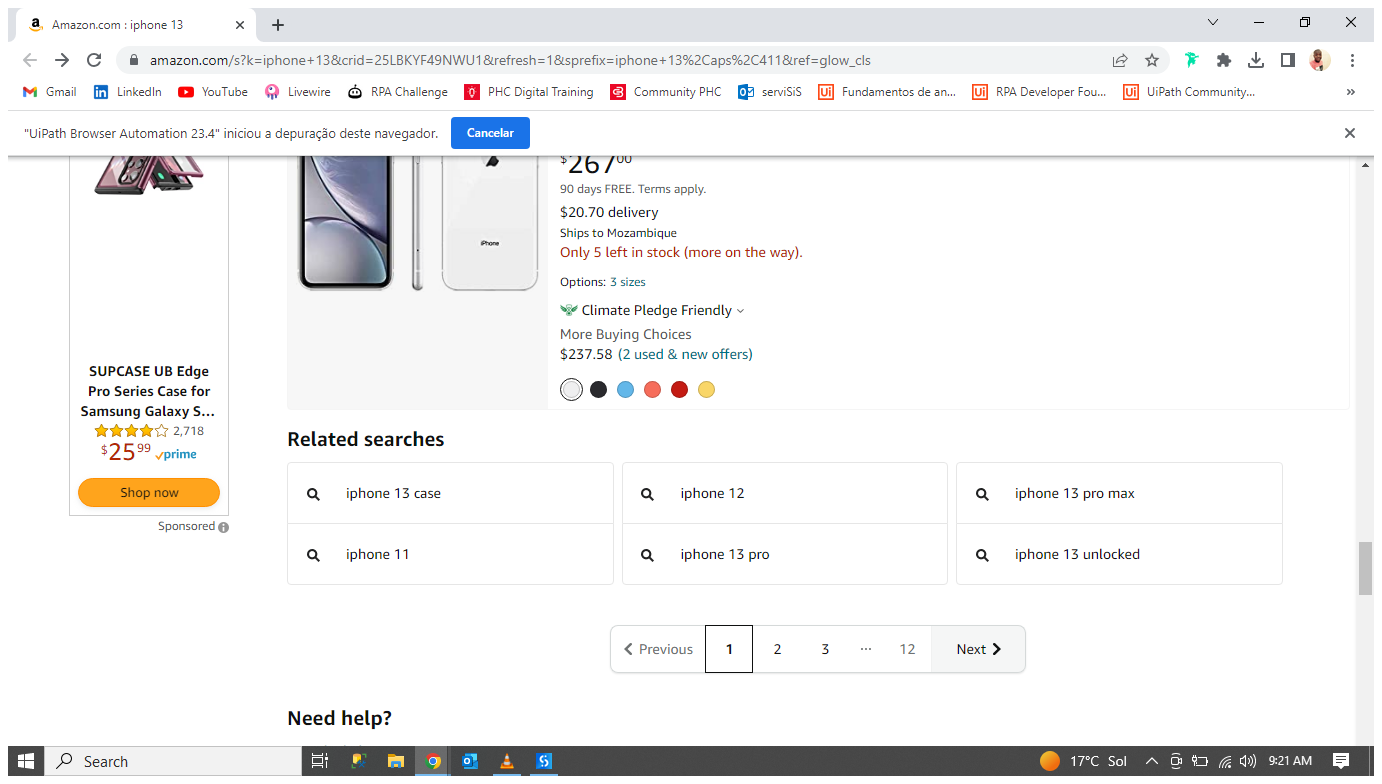 Amazon.com : iphone 13
amazon.com/s?k=iphone+13&crid=25LBKYF49NWU1&refresh=1&sprefix=iphone+13%2Caps%2C411&ref=glow_cls
Gmail
LinkedIn
YouTube
Livewire
RPA Challenge
PHC Digital Training
Community PHC
serviSiS
Fundamentos de an...
RPA Developer Fou...
UiPath Community...
"UiPath Browser Automation 23.4" iniciou a depuração deste navegador.
Cancelar
SUPCASE UB Edge
Pro Series Case for
Samsung Galaxy S...
2,718
$25.99 prime
Shop now
Sponsored
iPhone
$267.00
90 days FREE. Terms apply.
$20.70 delivery
Ships to Mozambique
Only 5 left in stock (more on the way).
Options: 3 sizes
Climate Pledge Friendly
More Buying Choices
$237.58 (2 used & new offers)
Related searches
iphone 13 case
iphone 12
iphone 13 pro max
iphone 11
iphone 13 pro
iphone 13 unlocked
Previous 1 2 3 ... 12 Next
Need help?
Search
17°C Sol
9:21 AM